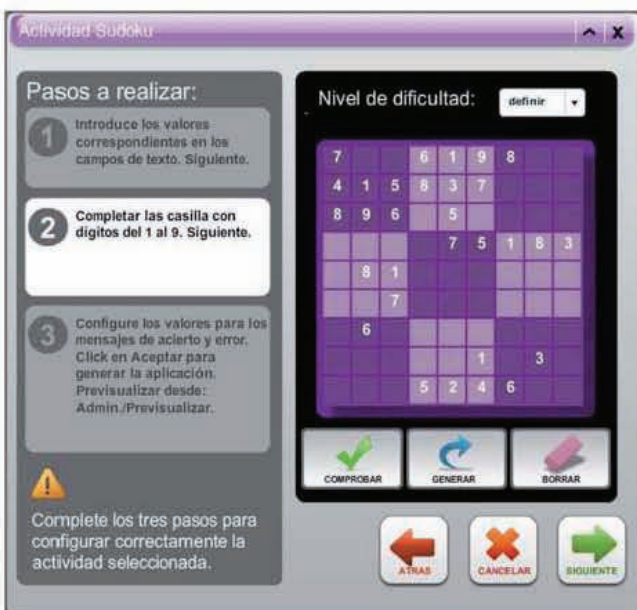 Actividad Sudoku
Pasos a realizar:
1
Introduce los valores
correspondientes en los
campos de texto. Siguiente.
2
Completar las casilla con
digitos del 1 al 9. Siguiente.
3
Configure los valores para los
mensajes de acierto y error.
Click en Aceptar para
generar la aplicación.
Previsualizar desde:
Admin./Previsualizar.
Complete los tres pasos para
configurar correctamente la
actividad seleccionada.
Nivel de dificultad: definir
7 6 1 9 8
4 1 5 8 3 7
8 9 6 5
7 5 1 8 3
8 1
7
6
1 3
5 2 4 6
COMPROBAR GENERAR BORRAR
ATRAS CANCELAR SIGUIENTE